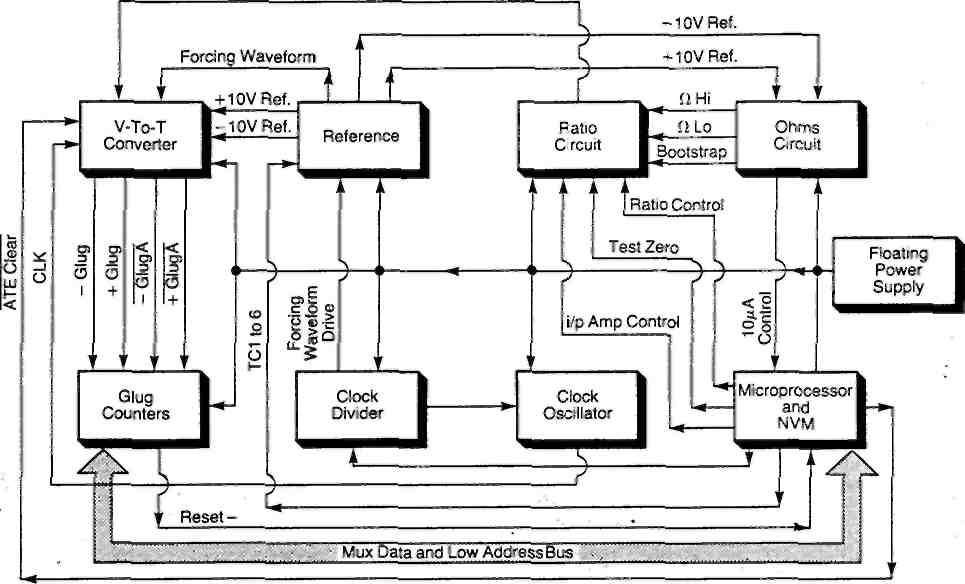 −10V Ref.
Forcing Waveform
+10V Ref.
V-To-T
Converter
+10V Ref.
−10V Ref.
Reference
Ratio
Circuit
Ω Hi
Ω Lo
Bootstrap
Ohms
Circuit
Ratio Control
Test Zero
Floating
Power
Supply
ATE Clear
CLK
− Glug
+ Glug
− GlugA
+ GlugA
TC1 to 6
Forcing
Waveform
Drive
i/p Amp Control
10µA
Control
Glug
Counters
Clock
Divider
Clock
Oscillator
Microprocessor
and
NVM
Reset−
Mux Data and Low Address Bus